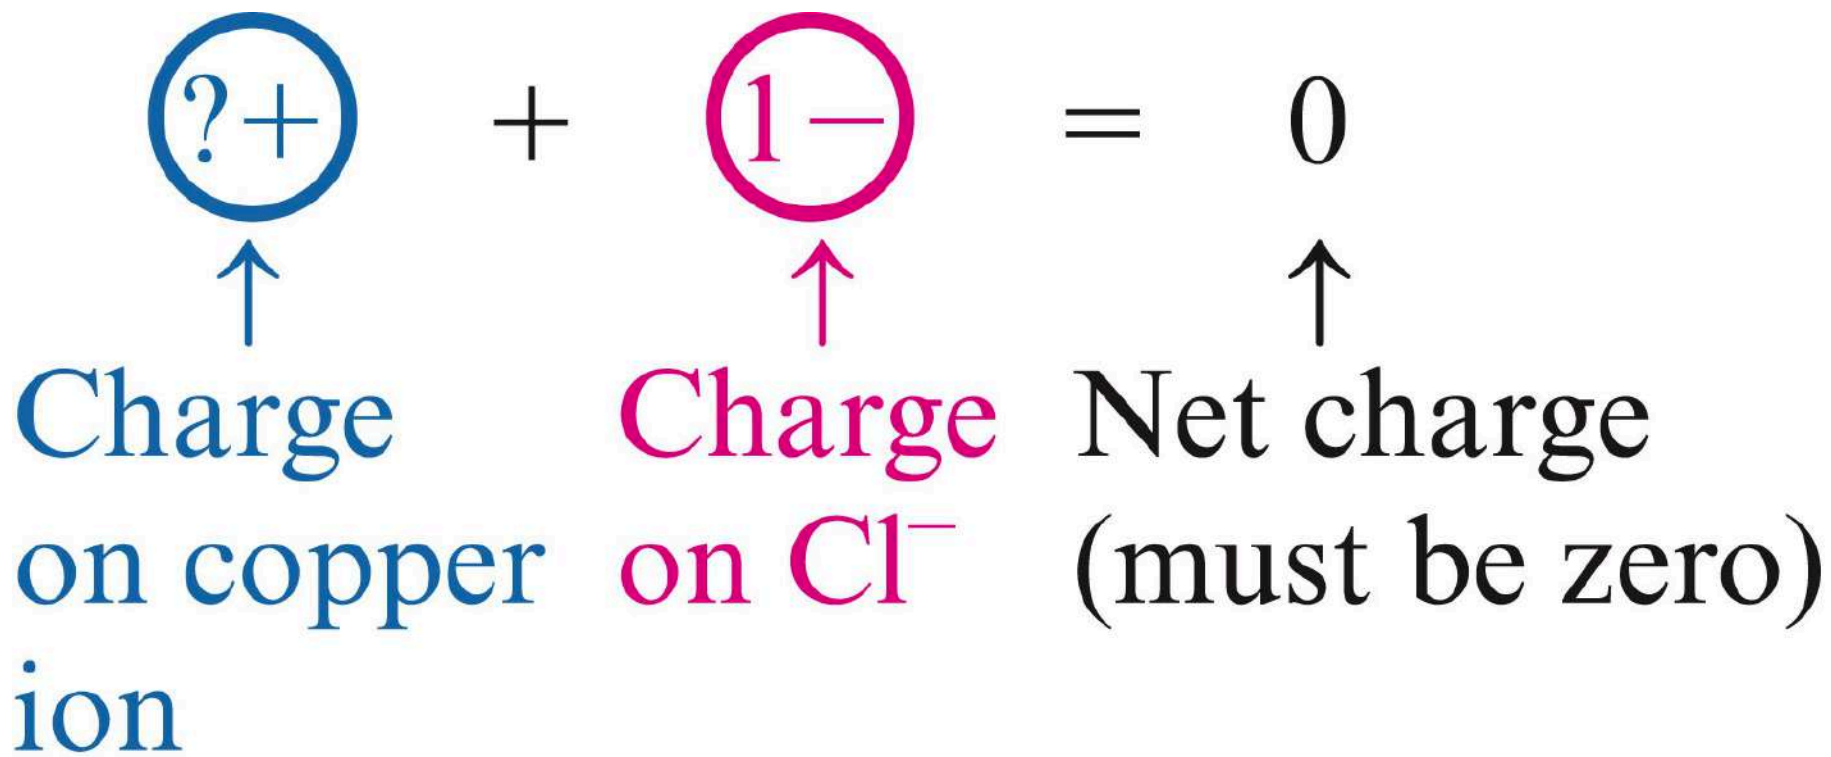 ?+ + 1− = 0
Charge
on copper
ion
Charge
on Cl⁻
Net charge
(must be zero)